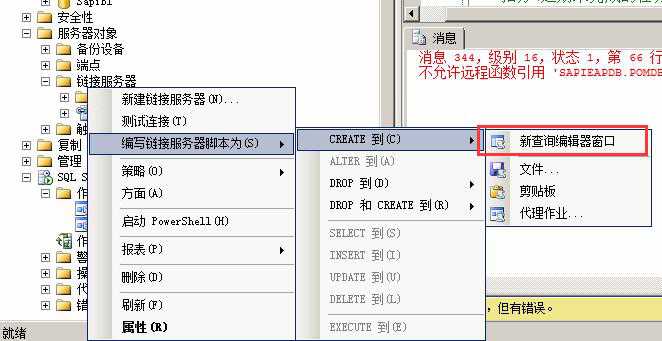 Sapibi
安全性
服务器对象
备份设备
端点
链接服务器
触
复制
管理
SQL S
作
作
警
操
代
错
就绪
新建链接服务器(N)...
测试连接(T)
编写链接服务器脚本为(S)
策略(O)
方面(A)
启动 PowerShell(H)
报表(P)
删除(D)
刷新(F)
属性(R)
CREATE 到(C)
ALTER 到(A)
DROP 到(D)
DROP 和 CREATE 到(R)
SELECT 到(S)
INSERT 到(I)
UPDATE 到(U)
DELETE 到(L)
EXECUTE 到(E)
新查询编辑器窗口
文件...
剪贴板
代理作业...
消息
消息 344, 级别 16, 状态 1, 第 66 行
不允许远程函数引用 'SAPIEAPDB.POMDB
, 但有错误。